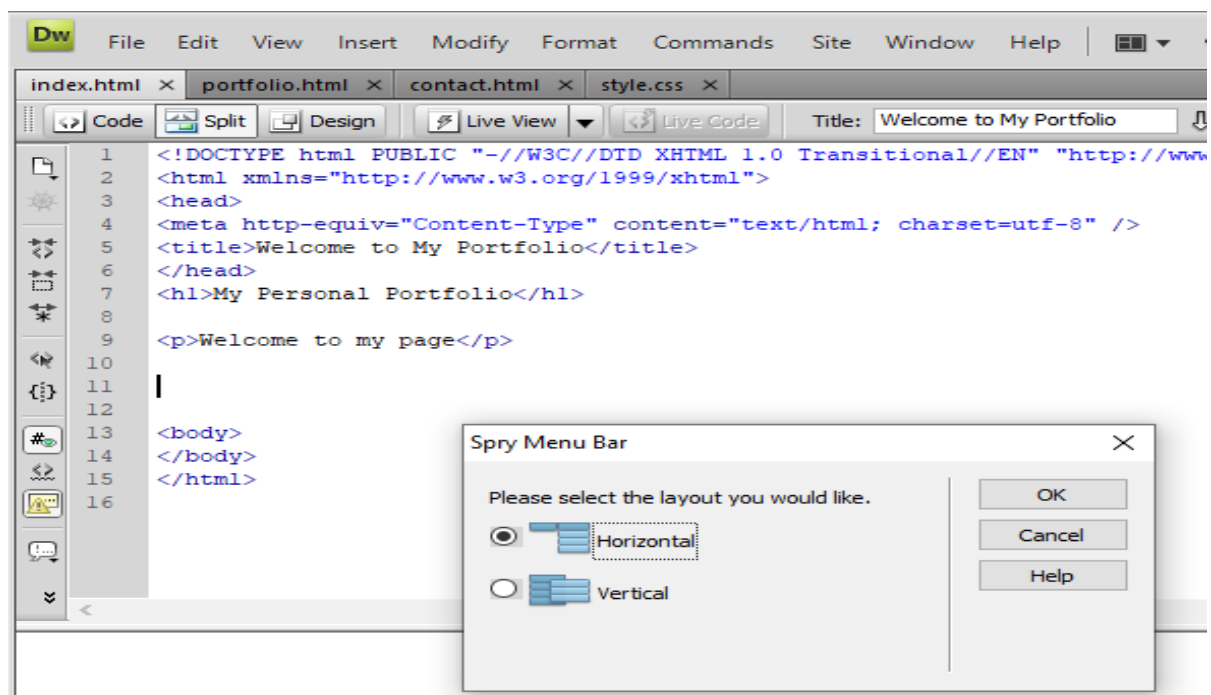 Dw File Edit View Insert Modify Format Commands Site Window Help
index.html × portfolio.html × contact.html × style.css ×
Code Split Design Live View Live Code Title: Welcome to My Portfolio
1 <!DOCTYPE html PUBLIC "-//W3C//DTD XHTML 1.0 Transitional//EN" "http://www
2 <html xmlns="http://www.w3.org/1999/xhtml">
3 <head>
4 <meta http-equiv="Content-Type" content="text/html; charset=utf-8" />
5 <title>Welcome to My Portfolio</title>
6 </head>
7 <h1>My Personal Portfolio</h1>
8
9 <p>Welcome to my page</p>
10
11
12
13 <body>
14 </body>
15 </html>
16
Spry Menu Bar
Please select the layout you would like.
Horizontal
Vertical
OK
Cancel
Help